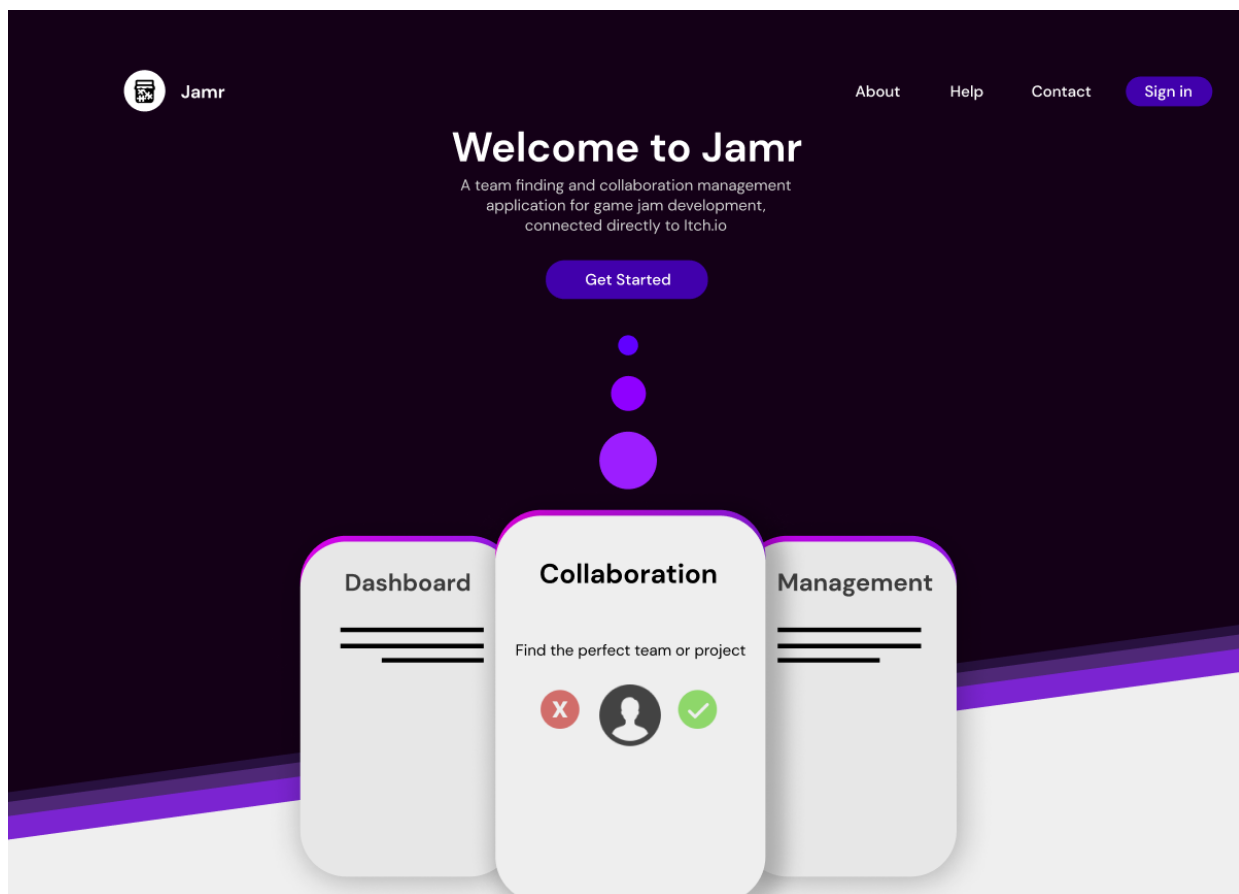 Jamr
About
Help
Contact
Sign in
Welcome to Jamr
A team finding and collaboration management
application for game jam development,
connected directly to Itch.io
Get Started
Dashboard
Collaboration
Find the perfect team or project
X
Management